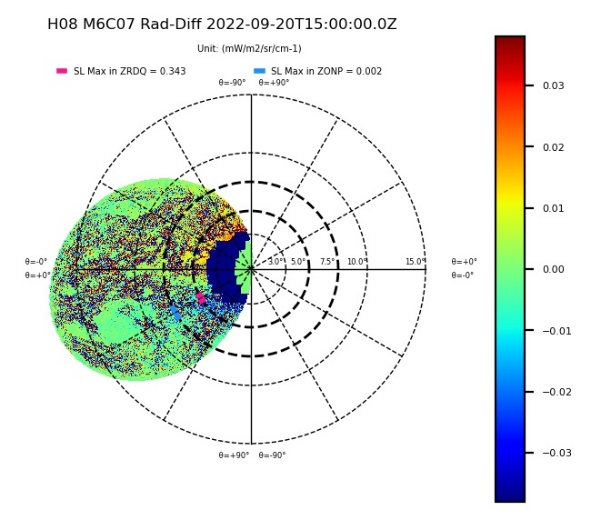 H08 M6C07 Rad-Diff 2022-09-20T15:00:00.0Z
Unit: (mW/m2/sr/cm-1)
SL Max in ZRDQ = 0.343 SL Max in ZONP = 0.002
θ=-90° θ=+90°
0.03
0.02
0.01
θ=-0° 3.0° 5.0° 7.5° 10.0° 15.0° θ=+0° 0.00
θ=+0° θ=-0°
−0.01
−0.02
−0.03
θ=+90° θ=-90°